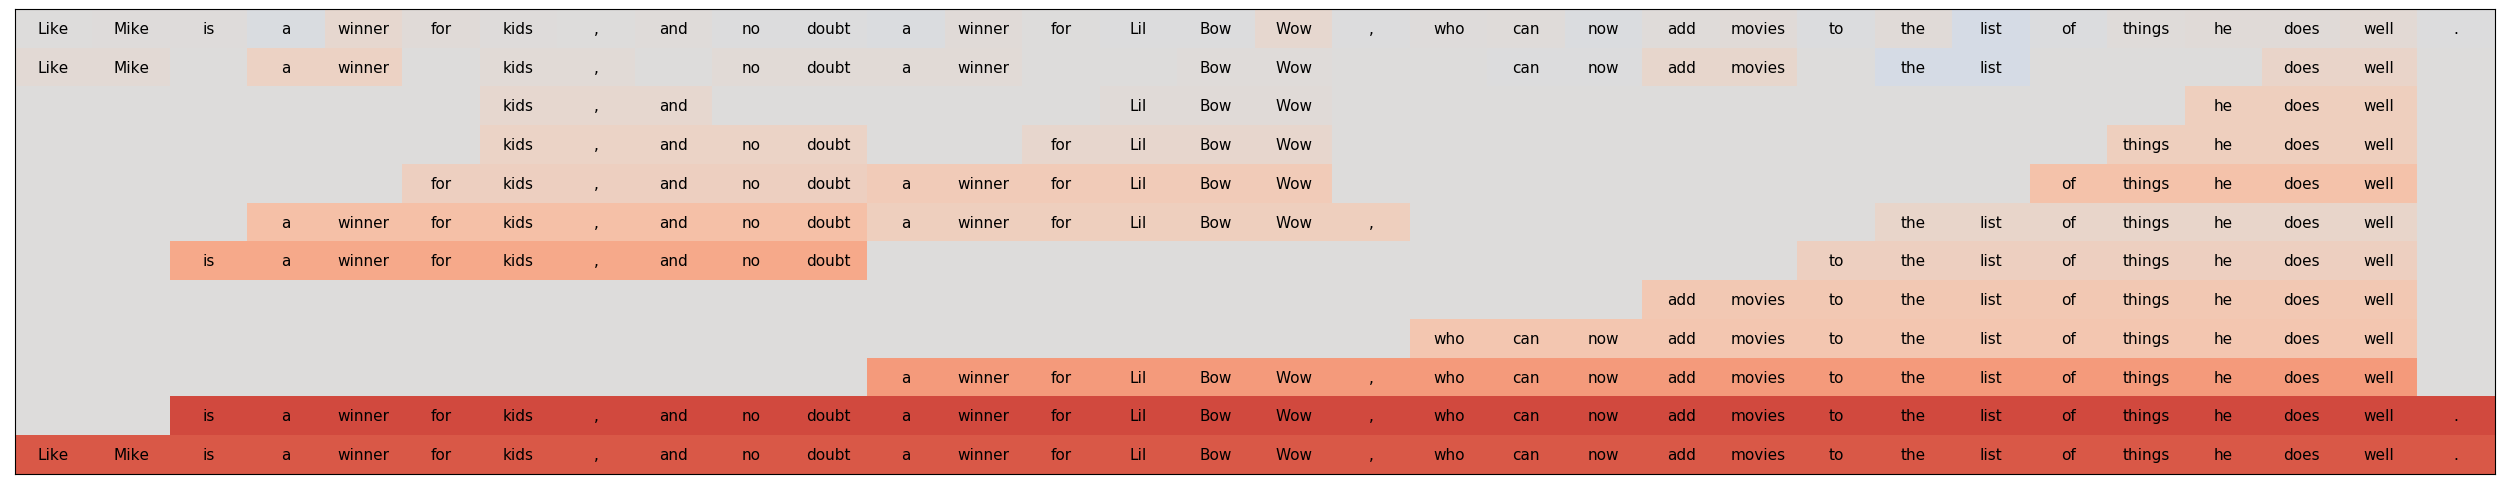 Like Mike is a winner for kids , and no doubt a winner for Lil Bow Wow , who can now add movies to the list of things he does well .
Like Mike a winner kids , no doubt a winner Bow Wow can now add movies the list does well
kids , and Lil Bow Wow he does well
kids , and no doubt for Lil Bow Wow things he does well
for kids , and no doubt a winner for Lil Bow Wow of things he does well
a winner for kids , and no doubt a winner for Lil Bow Wow , the list of things he does well
is a winner for kids , and no doubt to the list of things he does well
add movies to the list of things he does well
who can now add movies to the list of things he does well
a winner for Lil Bow Wow , who can now add movies to the list of things he does well
is a winner for kids , and no doubt a winner for Lil Bow Wow , who can now add movies to the list of things he does well .
Like Mike is a winner for kids , and no doubt a winner for Lil Bow Wow , who can now add movies to the list of things he does well .